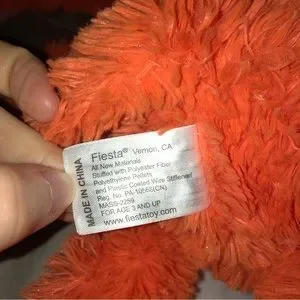 Fiesta® Vernon, CA
All New Materials
Stuffed with Polyester Fiber
Polyethylene Pellets
and Plastic Coated Wire Stiffener
Reg. No. PA-10566(CN)
MASS-2259
FOR AGE 3 AND UP
www.fiestatoy.com
MADE IN CHINA